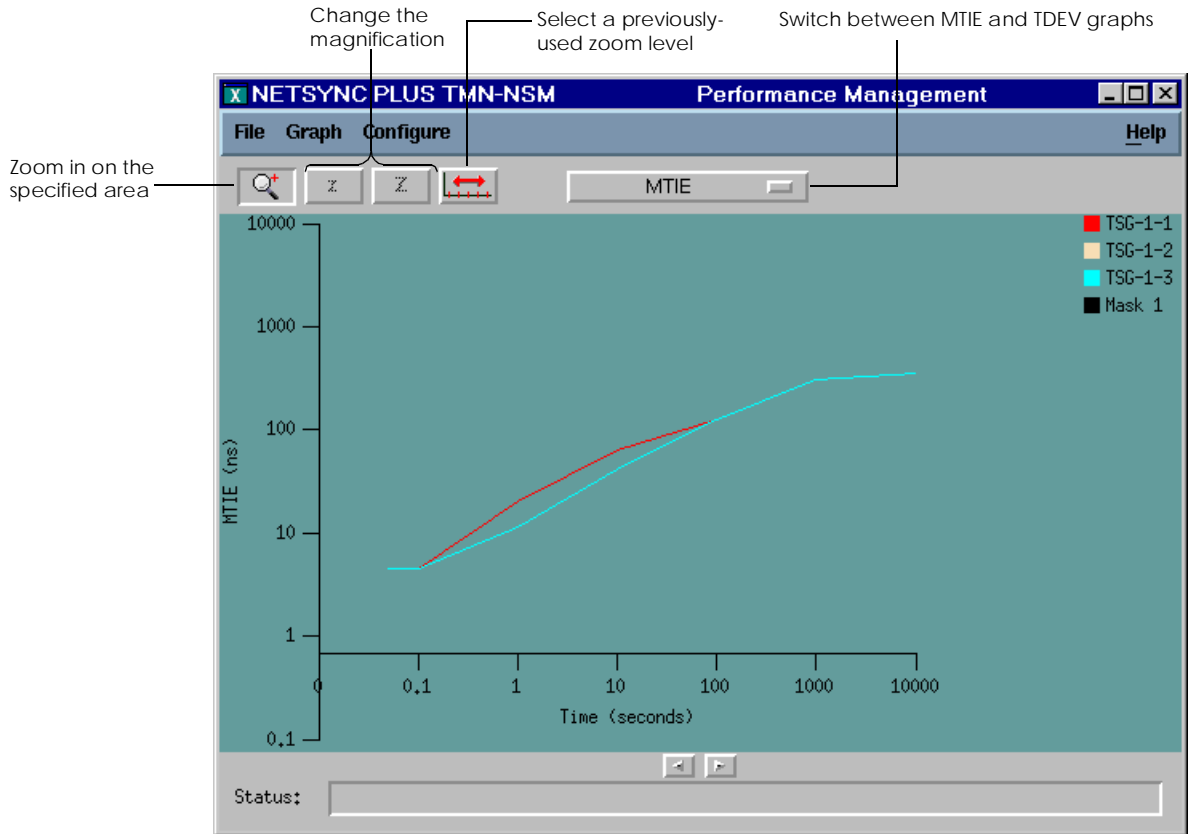 Change the
magnification
Select a previously-
used zoom level
Switch between MTIE and TDEV graphs
Zoom in on the
specified area
X NETSYNC PLUS TMN-NSM Performance Management
File Graph Configure Help
% % MTIE
TSG-1-1
TSG-1-2
TSG-1-3
Mask 1
10000
1000
100
10
1
0.1
MTIE (ns)
0 0.1 1 10 100 1000 10000
Time (seconds)
Status: